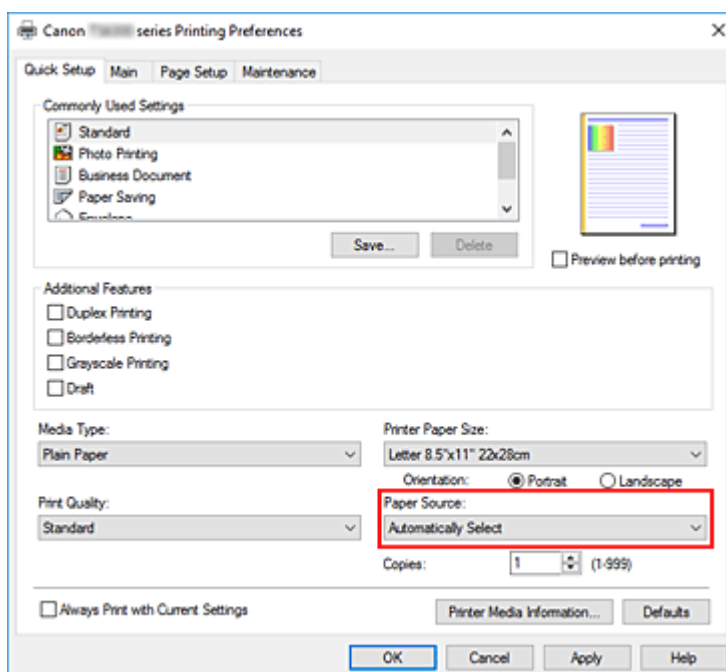 Canon series Printing Preferences
Quick Setup Main Page Setup Maintenance
Commonly Used Settings
Standard
Photo Printing
Business Document
Paper Saving
Envelope
Save... Delete
Preview before printing
Additional Features
Duplex Printing
Borderless Printing
Grayscale Printing
Draft
Media Type:
Plain Paper
Printer Paper Size:
Letter 8.5"x11" 22x28cm
Orientation: Portrait Landscape
Print Quality:
Standard
Paper Source:
Automatically Select
Copies: 1 (1-999)
Always Print with Current Settings
Printer Media Information... Defaults
OK Cancel Apply Help